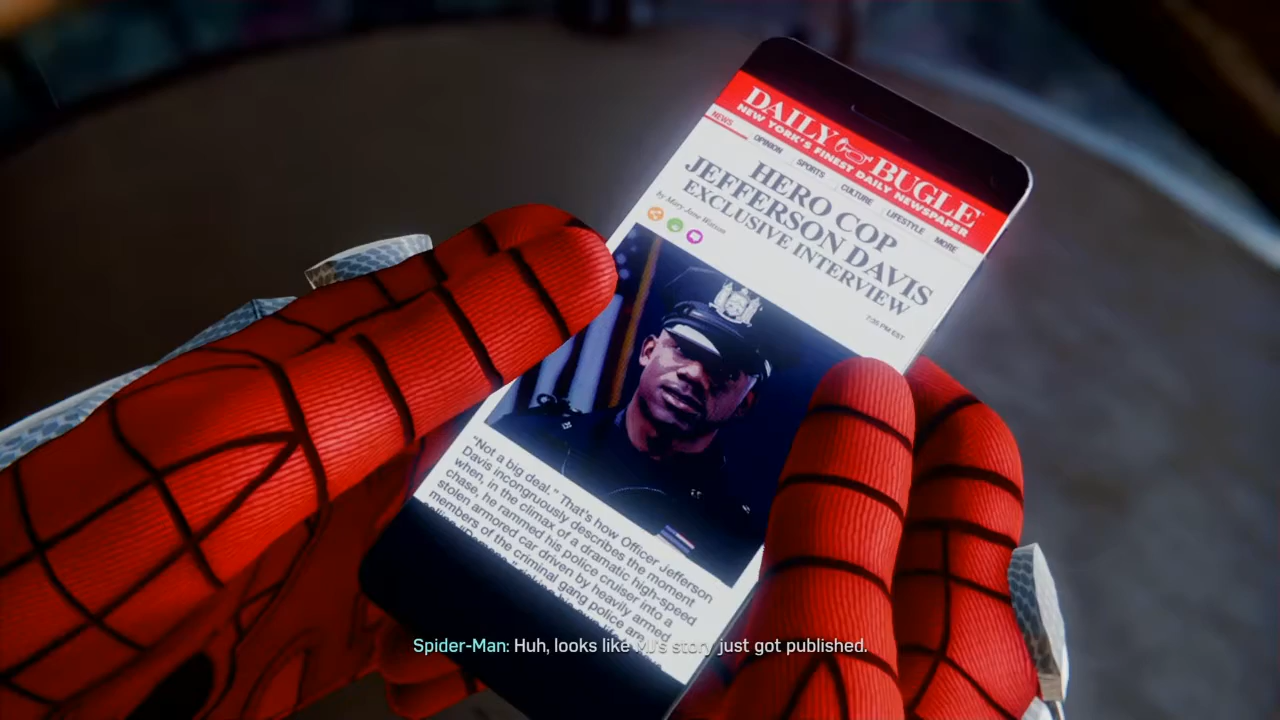 DAILY BUGLE
NEW YORK'S FINEST DAILY NEWSPAPER
NEWS OPINION SPORTS CULTURE LIFESTYLE MORE
HERO COP
JEFFERSON DAVIS
EXCLUSIVE INTERVIEW
by Mary Jane Watson
7:35 PM EST
"Not a big deal." That's how Officer Jefferson
Davis incongruously describes the moment
when, in the climax of a dramatic high-speed
chase, he rammed his police cruiser into a
stolen armored car driven by heavily armed
members of the criminal gang police are
Spider-Man: Huh, looks like MJ's story just got published.